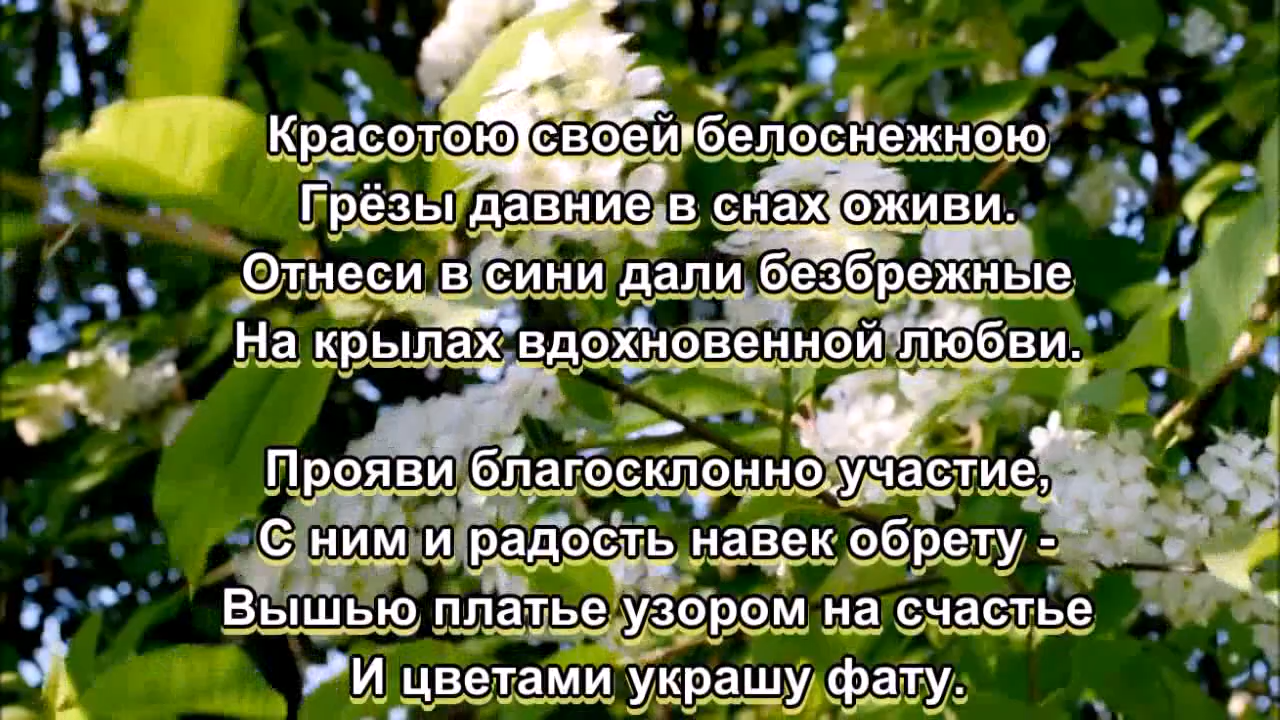 Красотою своей белоснежною
Грёзы давние в снах оживи.
Отнеси в сини дали безбрежные
На крылах вдохновенной любви.
Прояви благосклонно участие,
С ним и радость навек обрету -
Вышью платье узором на счастье
И цветами украшу фату.